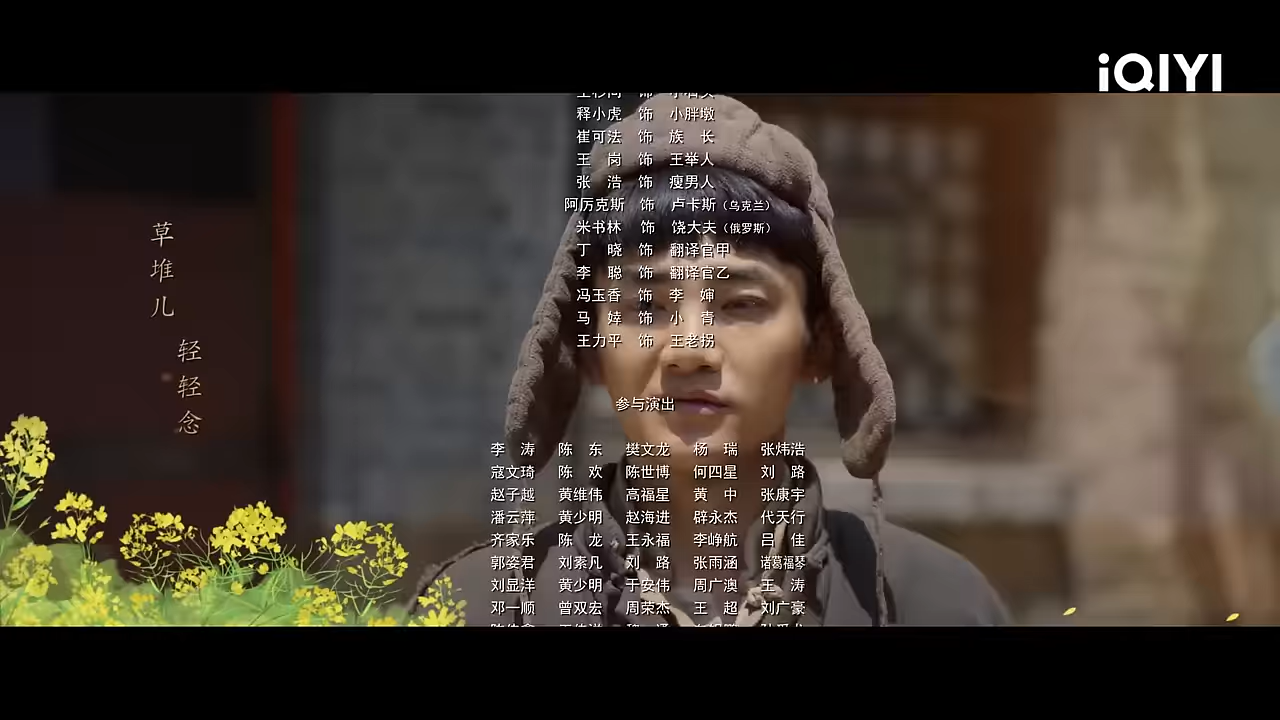 iQIYI
释小虎 饰 小胖墩
崔可法 饰 族 长
王 岗 饰 王举人
张 浩 饰 瘦男人
阿厉克斯 饰 卢卡斯(乌克兰)
米书林 饰 饶大夫(俄罗斯)
丁 晓 饰 翻译官甲
李 聪 饰 翻译官乙
冯玉香 饰 李 婶
马 婞 饰 小 青
王力平 饰 王老拐
草堆儿
轻轻念
参与演出
李 涛 陈 东 樊文龙 杨 瑞 张炜浩
寇文琦 陈 欢 陈世博 何四星 刘 路
赵子越 黄维伟 高福星 黄 中 张康宇
潘云萍 黄少明 赵海进 辟永杰 代天行
齐家乐 陈 龙 王永福 李峥航 吕 佳
郭姿君 刘素凡 刘 路 张雨涵 诸葛福琴
刘显洋 黄少明 于安伟 周广澳 王 涛
邓一顺 曾双宏 周荣杰 王 超 刘广豪